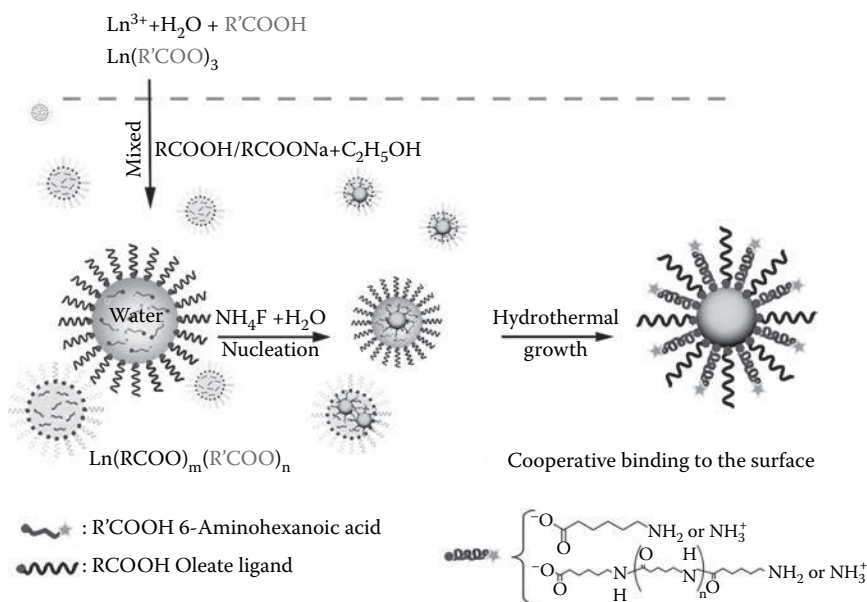 Ln³⁺+H₂O + R'COOH
Ln(R'COO)₃
Mixed
RCOOH/RCOONa+C₂H₅OH
Water
NH₄F +H₂O
Nucleation
Hydrothermal
growth
Ln(RCOO)ₘ(R'COO)ₙ
Cooperative binding to the surface
: R'COOH 6-Aminohexanoic acid
: RCOOH Oleate ligand
⁻O
O
NH₂ or NH₃⁺
⁻O
O
N
H
O
H
N
n
O
NH₂ or NH₃⁺